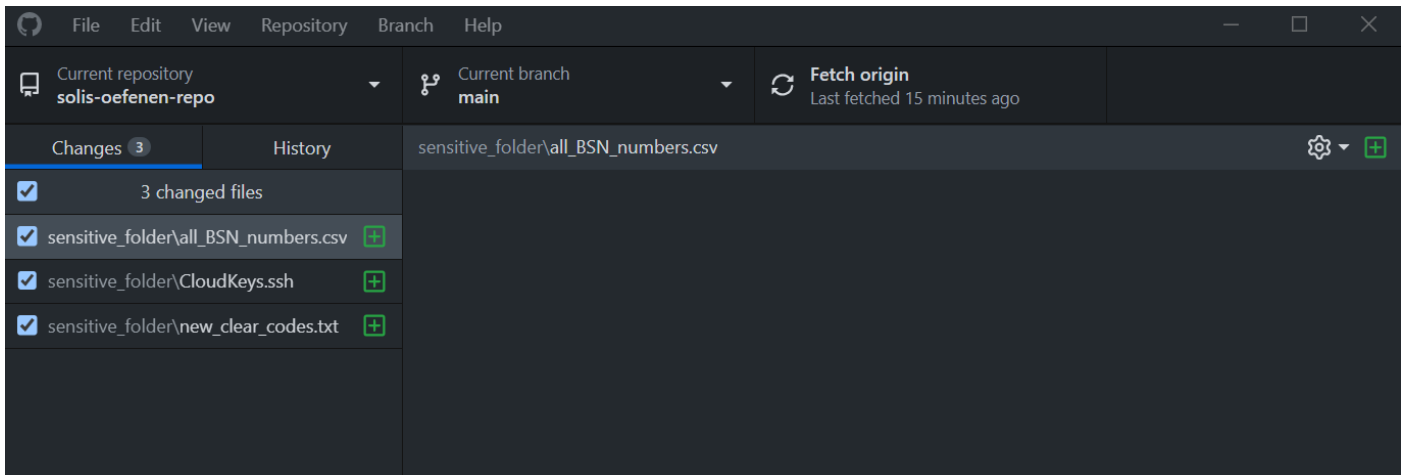 File Edit View Repository Branch Help
Current repository
solis-oefenen-repo
Current branch
main
Fetch origin
Last fetched 15 minutes ago
Changes 3
History
sensitive_folder\all_BSN_numbers.csv
3 changed files
sensitive_folder\all_BSN_numbers.csv
sensitive_folder\CloudKeys.ssh
sensitive_folder\new_clear_codes.txt